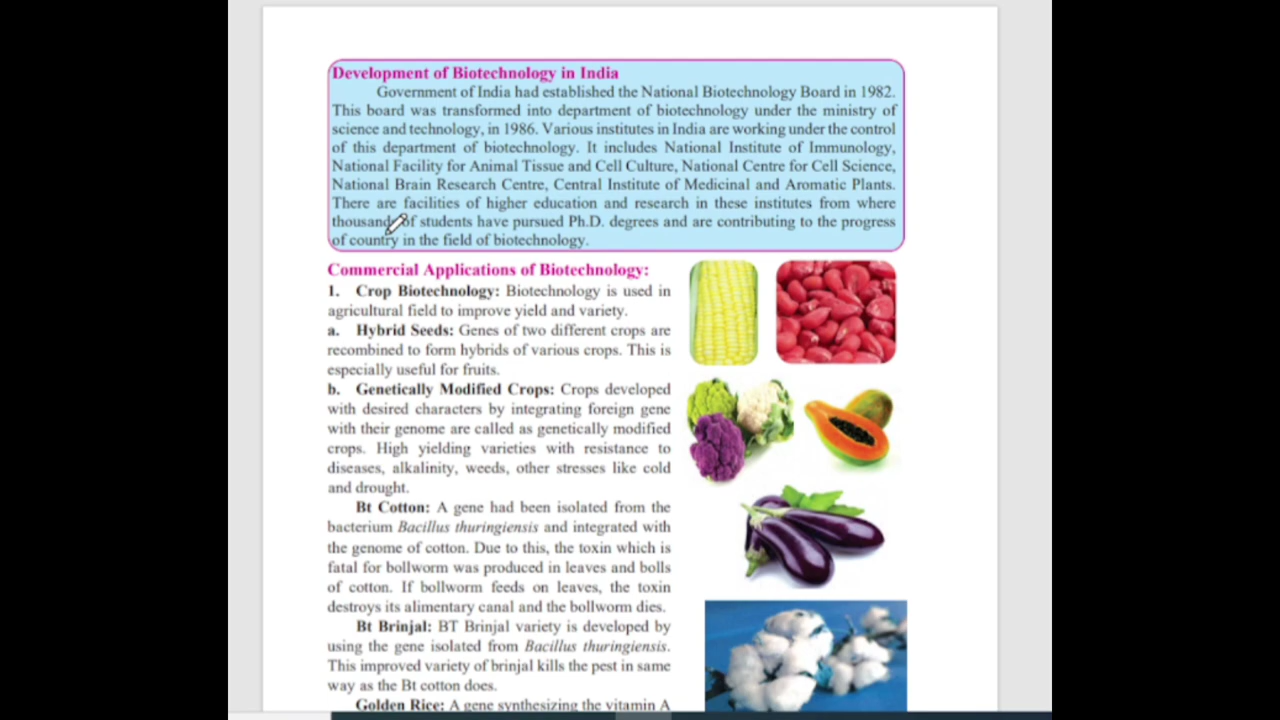 Development of Biotechnology in India
Government of India had established the National Biotechnology Board in 1982.
This board was transformed into department of biotechnology under the ministry of
science and technology, in 1986. Various institutes in India are working under the control
of this department of biotechnology. It includes National Institute of Immunology,
National Facility for Animal Tissue and Cell Culture, National Centre for Cell Science,
National Brain Research Centre, Central Institute of Medicinal and Aromatic Plants.
There are facilities of higher education and research in these institutes from where
thousands of students have pursued Ph.D. degrees and are contributing to the progress
of country in the field of biotechnology.
Commercial Applications of Biotechnology:
1. Crop Biotechnology: Biotechnology is used in
agricultural field to improve yield and variety.
a. Hybrid Seeds: Genes of two different crops are
recombined to form hybrids of various crops. This is
especially useful for fruits.
b. Genetically Modified Crops: Crops developed
with desired characters by integrating foreign gene
with their genome are called as genetically modified
crops. High yielding varieties with resistance to
diseases, alkalinity, weeds, other stresses like cold
and drought.
Bt Cotton: A gene had been isolated from the
bacterium Bacillus thuringiensis and integrated with
the genome of cotton. Due to this, the toxin which is
fatal for bollworm was produced in leaves and bolls
of cotton. If bollworm feeds on leaves, the toxin
destroys its alimentary canal and the bollworm dies.
Bt Brinjal: BT Brinjal variety is developed by
using the gene isolated from Bacillus thuringiensis.
This improved variety of brinjal kills the pest in same
way as the Bt cotton does.
Golden Rice: A gene synthesizing the vitamin A